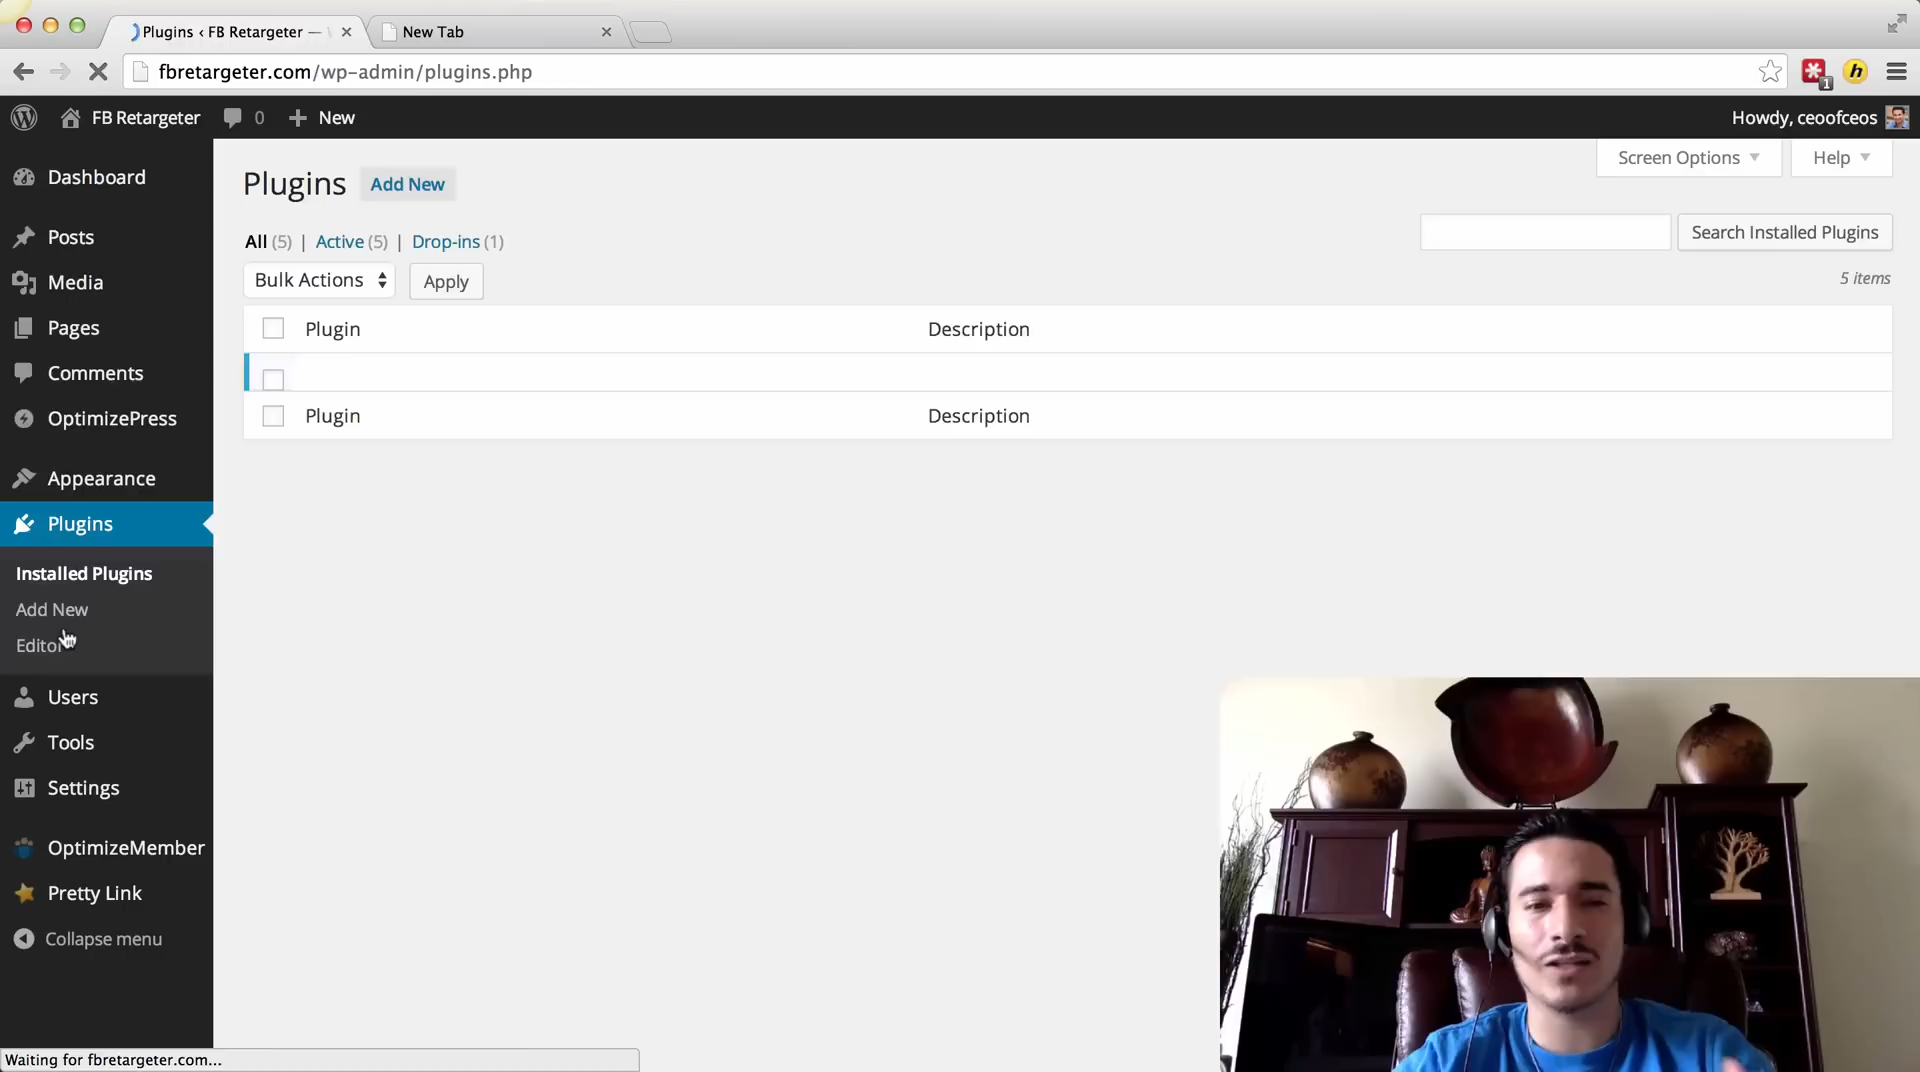 Plugins ‹ FB Retargeter —
New Tab
fbretargeter.com/wp-admin/plugins.php
1
h
FB Retargeter
0
New
Howdy, ceoofceos
Screen Options
Help
Dashboard
Posts
Media
Pages
Comments
OptimizePress
Appearance
Plugins
Installed Plugins
Add New
Editor
Users
Tools
Settings
OptimizeMember
Pretty Link
Collapse menu
Plugins Add New
All (5) | Active (5) | Drop-ins (1)
Search Installed Plugins
Bulk Actions Apply
5 items
Plugin Description
Plugin Description
Waiting for fbretargeter.com...